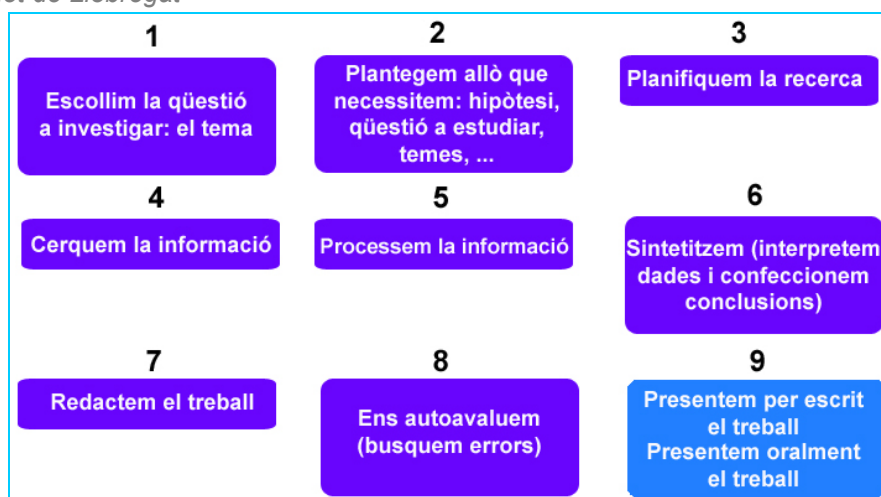 1
Escollim la qüestió
a investigar: el tema
2
Plantegem allò que
necessitem: hipòtesi,
qüestió a estudiar,
temes, ...
3
Planifiquem la recerca
4
Cerquem la informació
5
Processem la informació
6
Sintetitzem (interpretem
dades i confeccionem
conclusions)
7
Redactem el treball
8
Ens autoavaluem
(busquem errors)
9
Presentem per escrit
el treball
Presentem oralment
el treball